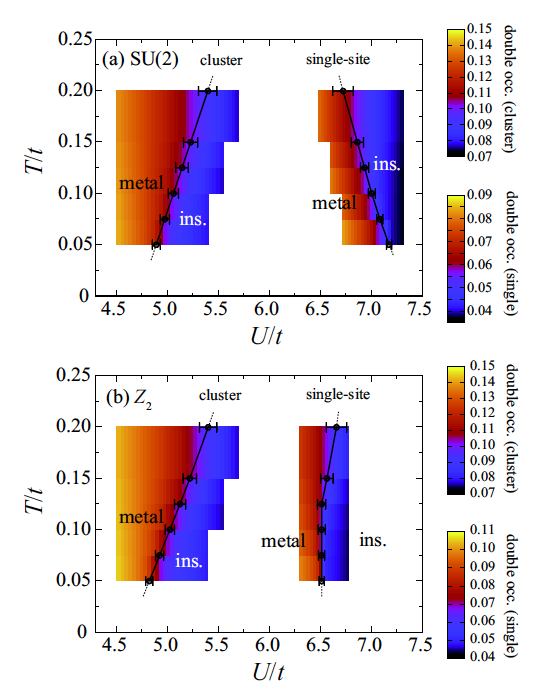 (a) SU(2)
cluster
single-site
metal
ins.
metal
ins.
0.25
0.20
0.15
0.10
0.05
0
T/t
4.5 5.0 5.5 6.0 6.5 7.0 7.5
U/t
0.15
0.14
0.13
0.12
0.11
0.10
0.09
0.08
0.07
double occ. (cluster)
0.09
0.08
0.07
0.06
0.05
0.04
double occ. (single)
(b) Z2
cluster
single-site
metal
ins.
metal
ins.
0.25
0.20
0.15
0.10
0.05
0
T/t
4.5 5.0 5.5 6.0 6.5 7.0 7.5
U/t
0.15
0.14
0.13
0.12
0.11
0.10
0.09
0.08
0.07
double occ. (cluster)
0.11
0.10
0.09
0.08
0.07
0.06
0.05
0.04
double occ. (single)